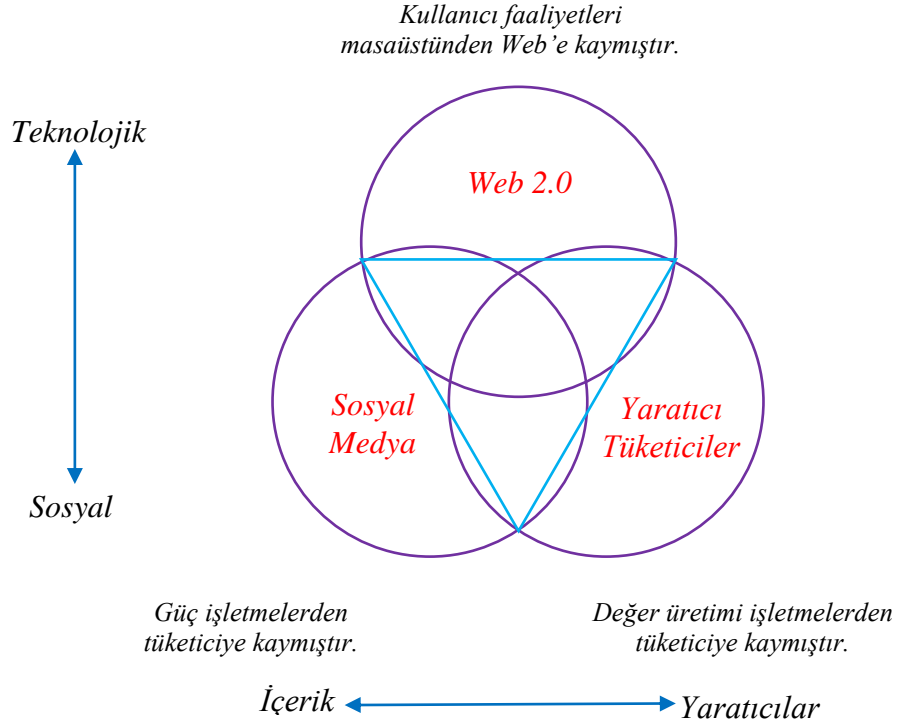 Kullanıcı faaliyetleri
masaüstünden Web’e kaymıştır.
Teknolojik
Web 2.0
Sosyal
Medya
Yaratıcı
Tüketiciler
Sosyal
Güç işletmelerden
tüketiciye kaymıştır.
Değer üretimi işletmelerden
tüketiciye kaymıştır.
İçerik
Yaratıcılar